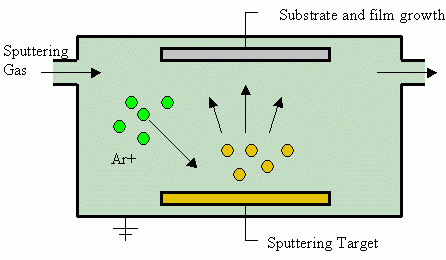 Substrate and film growth
Sputtering
Gas
Ar+
Sputtering Target